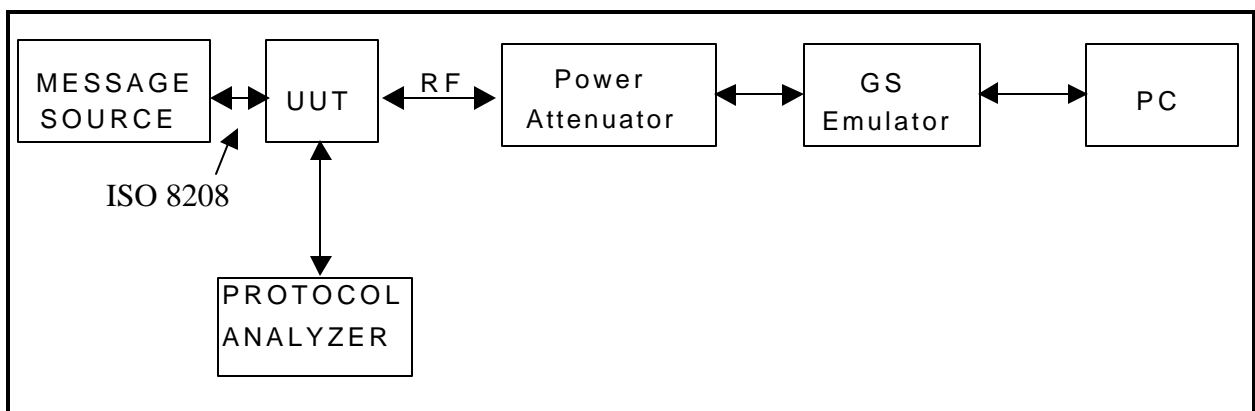 MESSAGE
SOURCE
UUT
RF
Power
Attenuator
GS
Emulator
PC
ISO 8208
PROTOCOL
ANALYZER